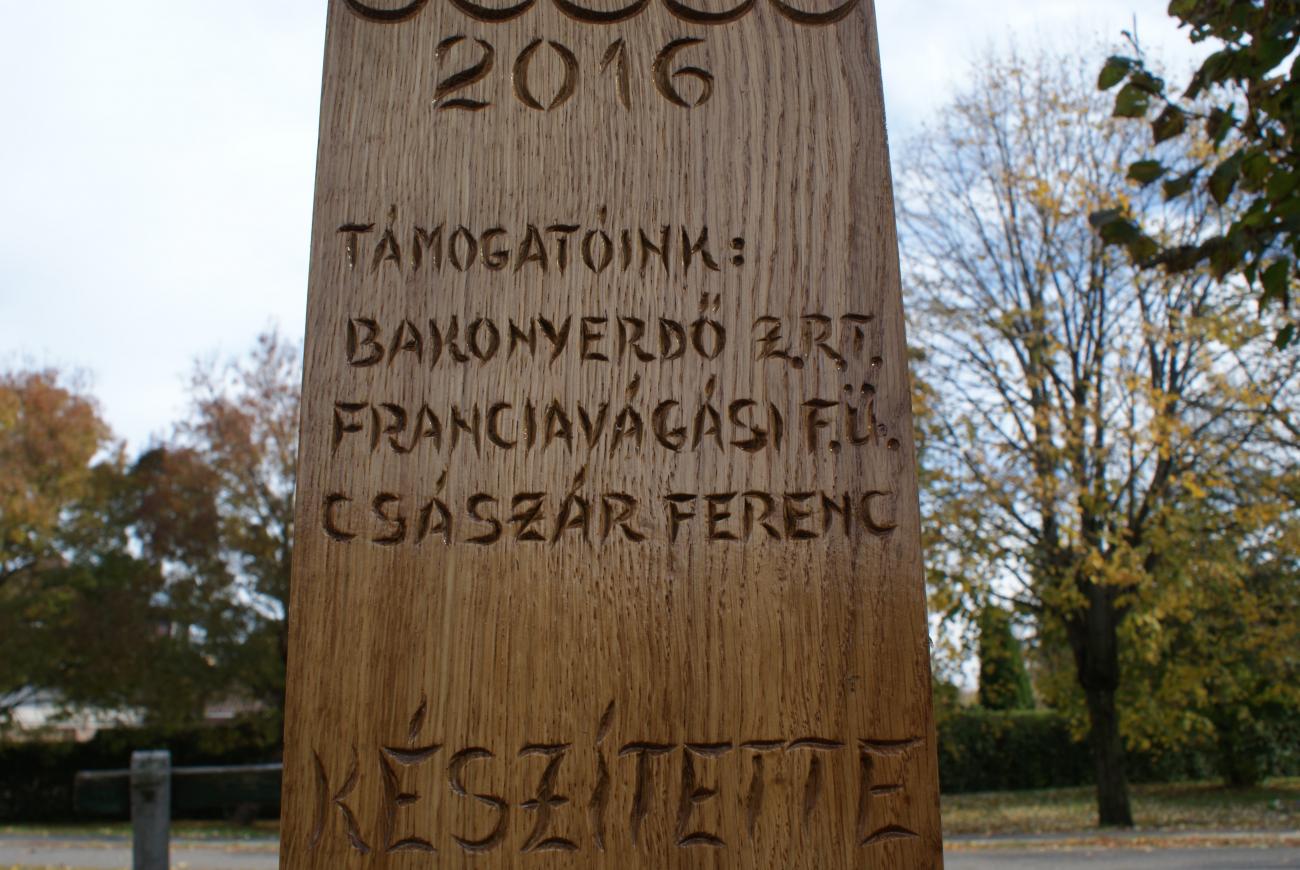 2016
TÁMOGATÓINK:
BAKONYERDŐ ZRT.
FRANCIAVÁGÁSI F.Ü.
CSÁSZÁR FERENC
KÉSZÍTETTE